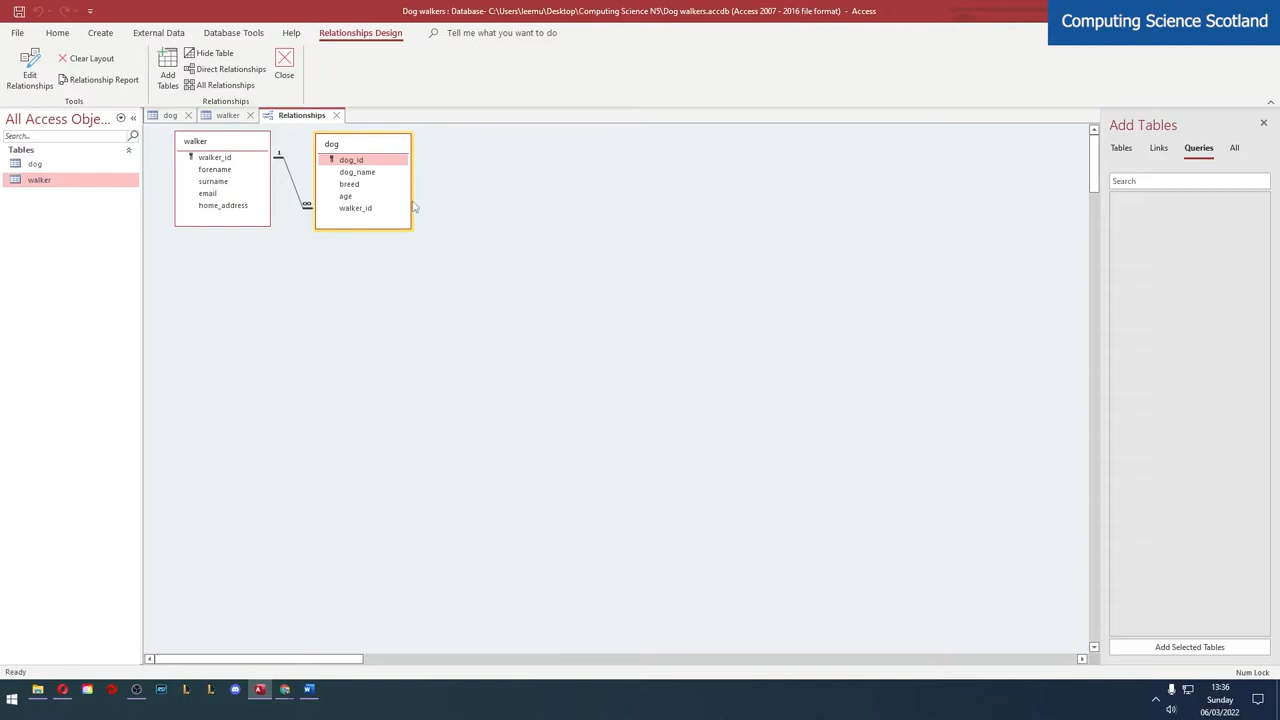 Dog walkers : Database- C:\Users\leemu\Desktop\Computing Science N5\Dog walkers.accdb (Access 2007 - 2016 file format) - Access
Computing Science Scotland
File Home Create External Data Database Tools Help Relationships Design Tell me what you want to do
Edit Relationships
Clear Layout
Relationship Report
Tools
Add Tables
Hide Table
Direct Relationships
All Relationships
Relationships
Close
All Access Obje...
Search...
Tables
dog
walker
dog walker Relationships
walker
walker_id
forename
surname
email
home_address
1
∞
dog
dog_id
dog_name
breed
age
walker_id
Add Tables
Tables Links Queries All
Search
Add Selected Tables
Ready
Num Lock
13:36
Sunday
06/03/2022